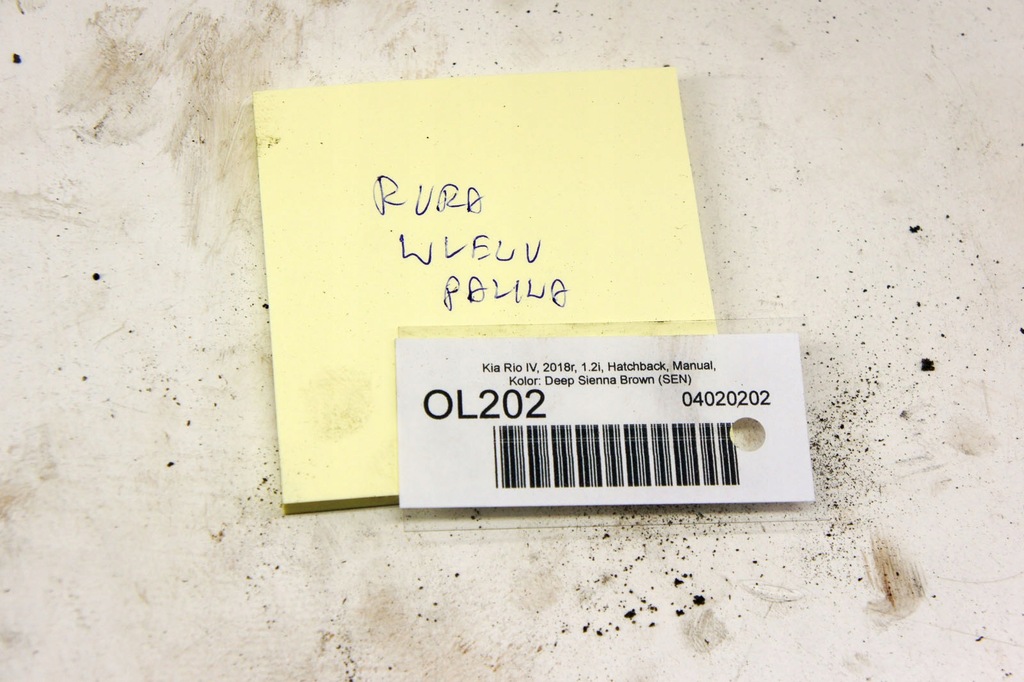 RURA
WLEWU
PALIWA
Kia Rio IV, 2018r, 1.2i, Hatchback, Manual,
Kolor: Deep Sienna Brown (SEN)
OL202
04020202